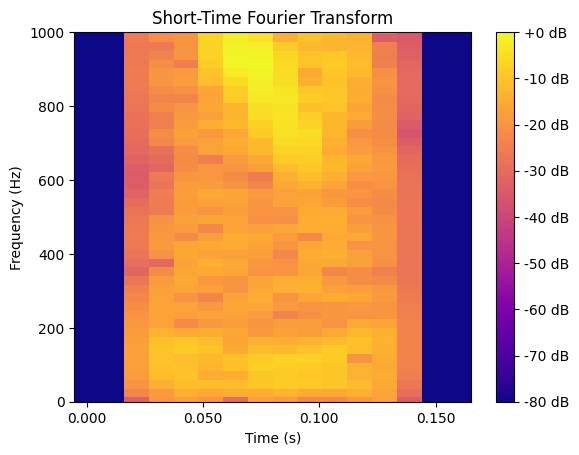 Short-Time Fourier Transform
1000
800
600
400
200
0
Frequency (Hz)
0.000
0.050
0.100
0.150
Time (s)
+0 dB
-10 dB
-20 dB
-30 dB
-40 dB
-50 dB
-60 dB
-70 dB
-80 dB